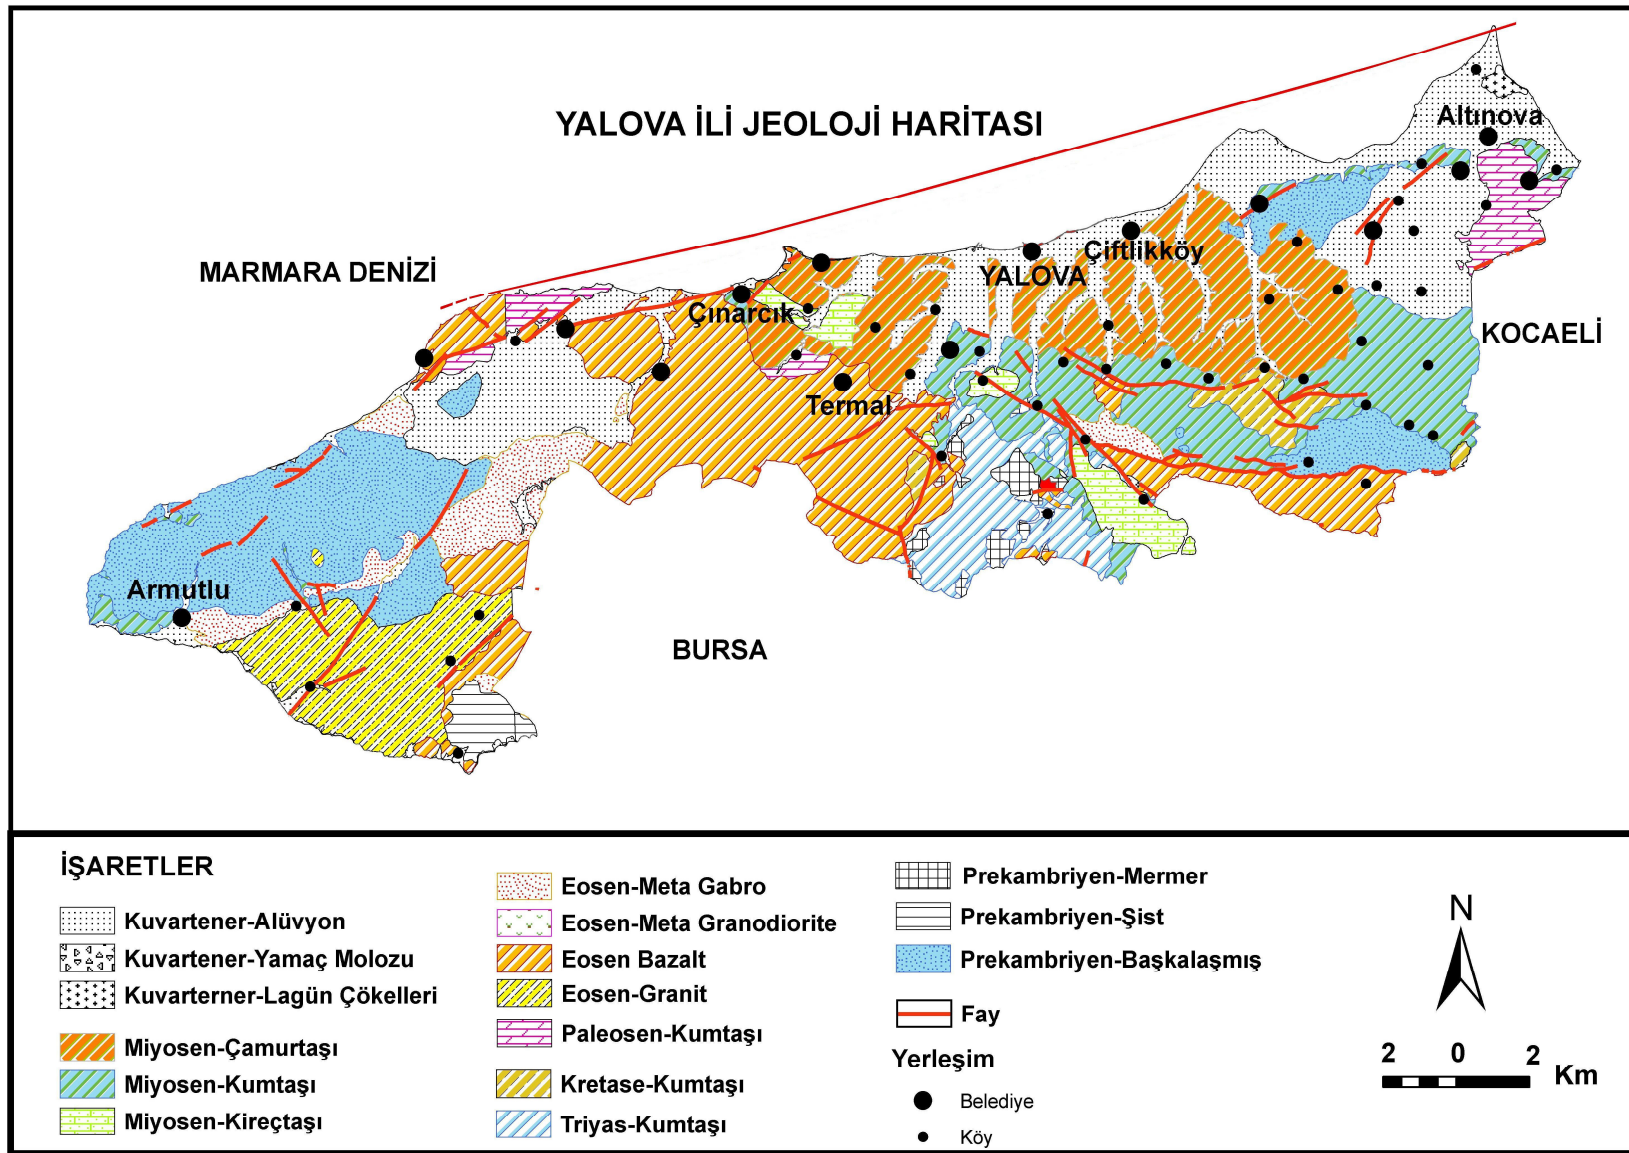 YALOVA İLİ JEOLOJİ HARİTASI
Altınova
MARMARA DENİZİ
Çiftlikköy
YALOVA
Çınarcık
KOCAELİ
Termal
Armutlu
BURSA
İŞARETLER
Kuvartener-Alüvyon
Kuvartener-Yamaç Molozu
Kuvarterner-Lagün Çökelleri
Miyosen-Çamurtaşı
Miyosen-Kumtaşı
Miyosen-Kireçtaşı
Eosen-Meta Gabro
Eosen-Meta Granodiorite
Eosen Bazalt
Eosen-Granit
Paleosen-Kumtaşı
Kretase-Kumtaşı
Triyas-Kumtaşı
Prekambriyen-Mermer
Prekambriyen-Şist
Prekambriyen-Başkalaşmış
Fay
Yerleşim
Belediye
Köy
N
2 0 2
Km